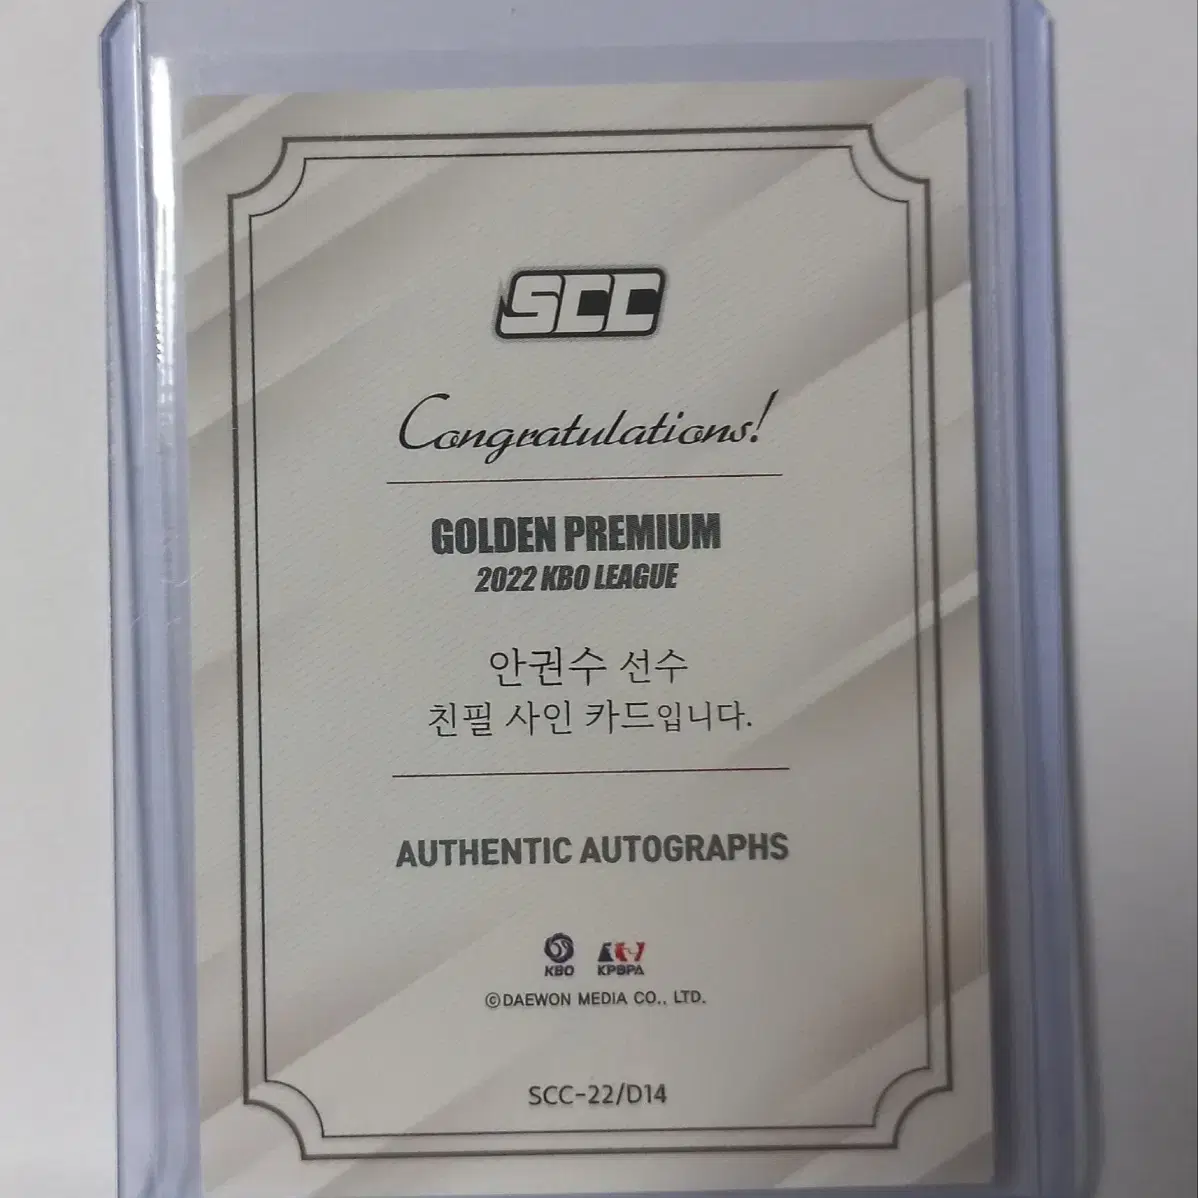 SCC
Congratulations!
GOLDEN PREMIUM
2022 KBO LEAGUE
안권수 선수
친필 사인 카드입니다.
AUTHENTIC AUTOGRAPHS
KBO KPBPA
©DAEWON MEDIA CO., LTD.
SCC-22/D14